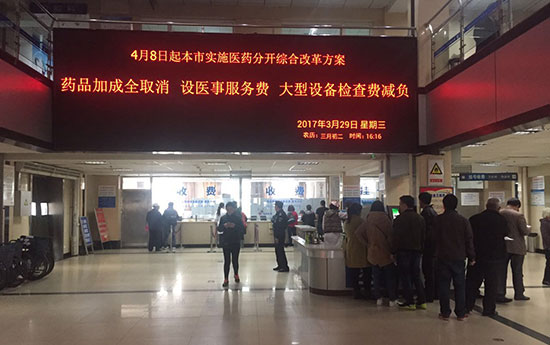 4月8日起本市实施医药分开综合改革方案
药品加成全取消 设医事服务费 大型设备检查费减负
2017年3月29日 星期三
农历：三月初二 时间：16:16
收费
收费